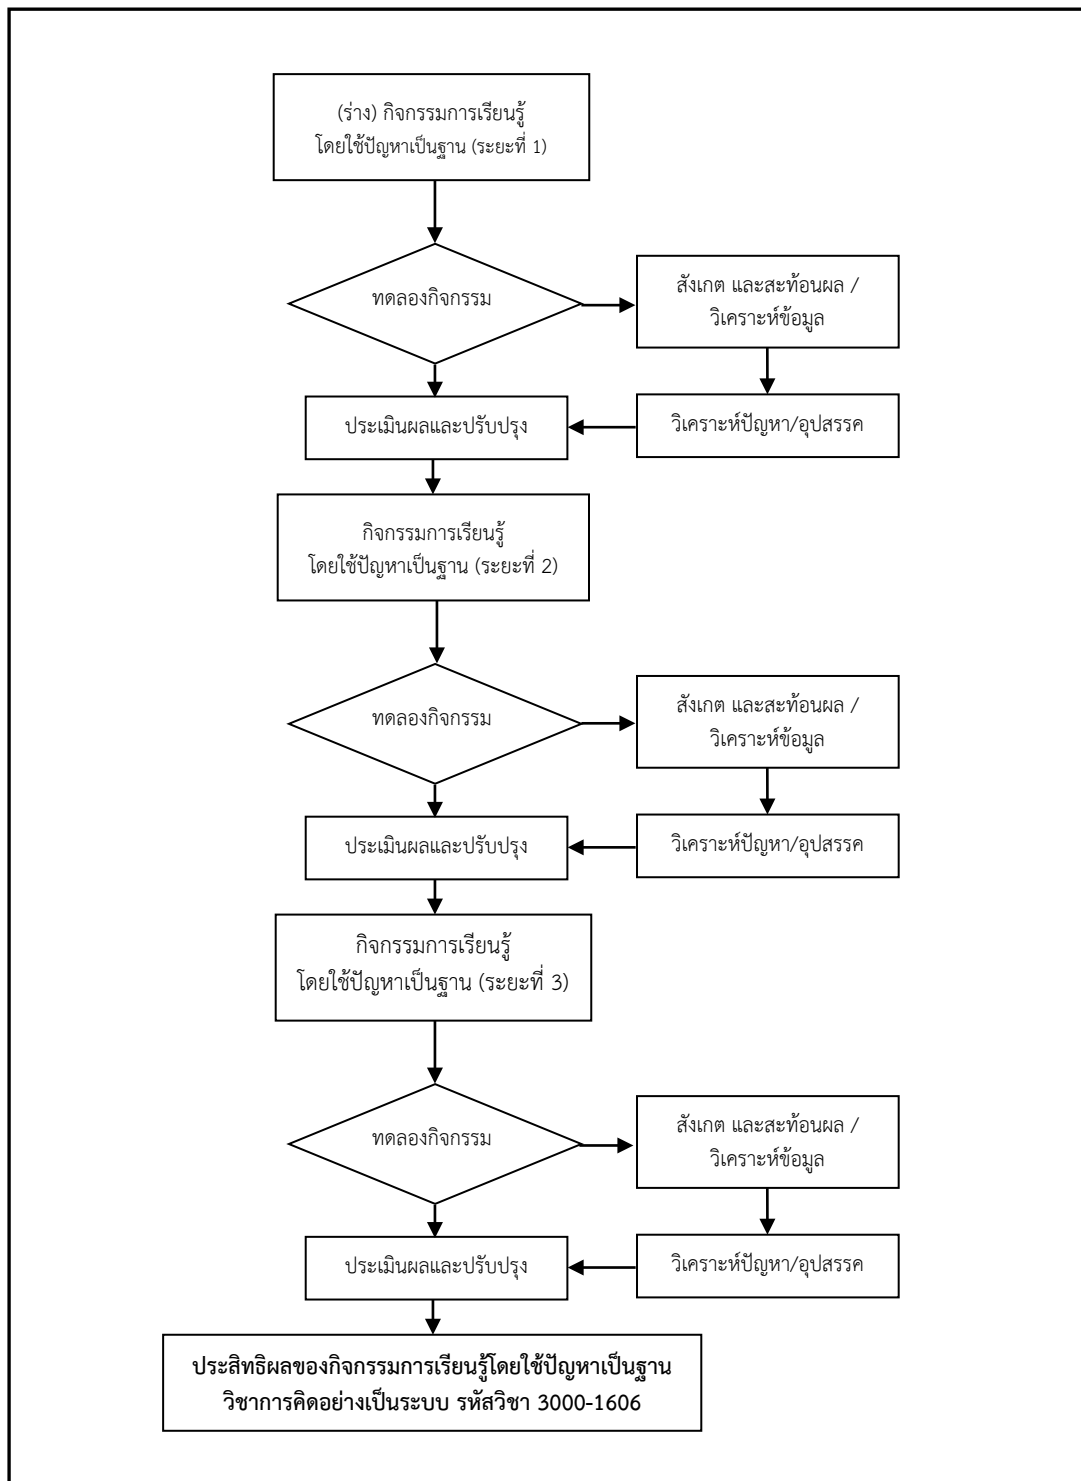 (ร่าง) กิจกรรมการเรียนรู้
โดยใช้ปัญหาเป็นฐาน (ระยะที่ 1)
ทดลองกิจกรรม
สังเกต และสะท้อนผล /
วิเคราะห์ข้อมูล
ประเมินผลและปรับปรุง
วิเคราะห์ปัญหา/อุปสรรค
กิจกรรมการเรียนรู้
โดยใช้ปัญหาเป็นฐาน (ระยะที่ 2)
ทดลองกิจกรรม
สังเกต และสะท้อนผล /
วิเคราะห์ข้อมูล
ประเมินผลและปรับปรุง
วิเคราะห์ปัญหา/อุปสรรค
กิจกรรมการเรียนรู้
โดยใช้ปัญหาเป็นฐาน (ระยะที่ 3)
ทดลองกิจกรรม
สังเกต และสะท้อนผล /
วิเคราะห์ข้อมูล
ประเมินผลและปรับปรุง
วิเคราะห์ปัญหา/อุปสรรค
ประสิทธิผลของกิจกรรมการเรียนรู้โดยใช้ปัญหาเป็นฐาน
วิชาการคิดอย่างเป็นระบบ รหัสวิชา 3000-1606